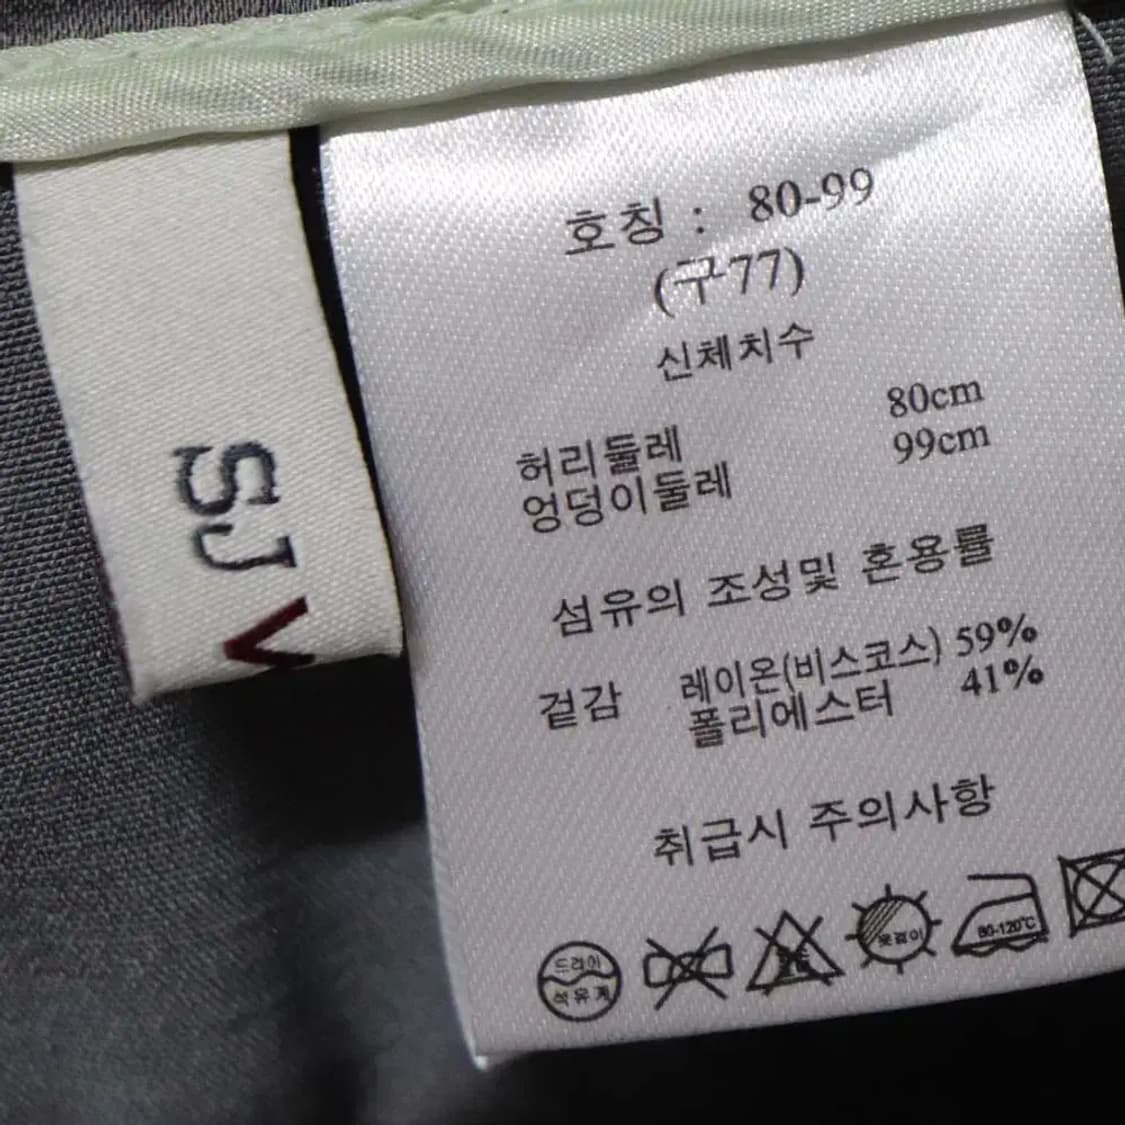 SJ
호칭 : 80-99
(구77)
신체치수
허리둘레 80cm
엉덩이둘레 99cm
섬유의 조성및 혼용률
겉감 레이온(비스코스) 59%
폴리에스터 41%
취급시 주의사항
드라이
석유계
옷걸이
80-120℃